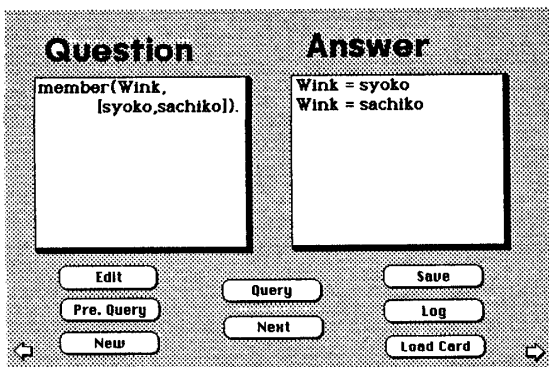 Question
member(Wink,
[syoko,sachiko]).
Answer
Wink = syoko
Wink = sachiko
Edit
Pre. Query
New
Query
Next
Save
Log
Load Card